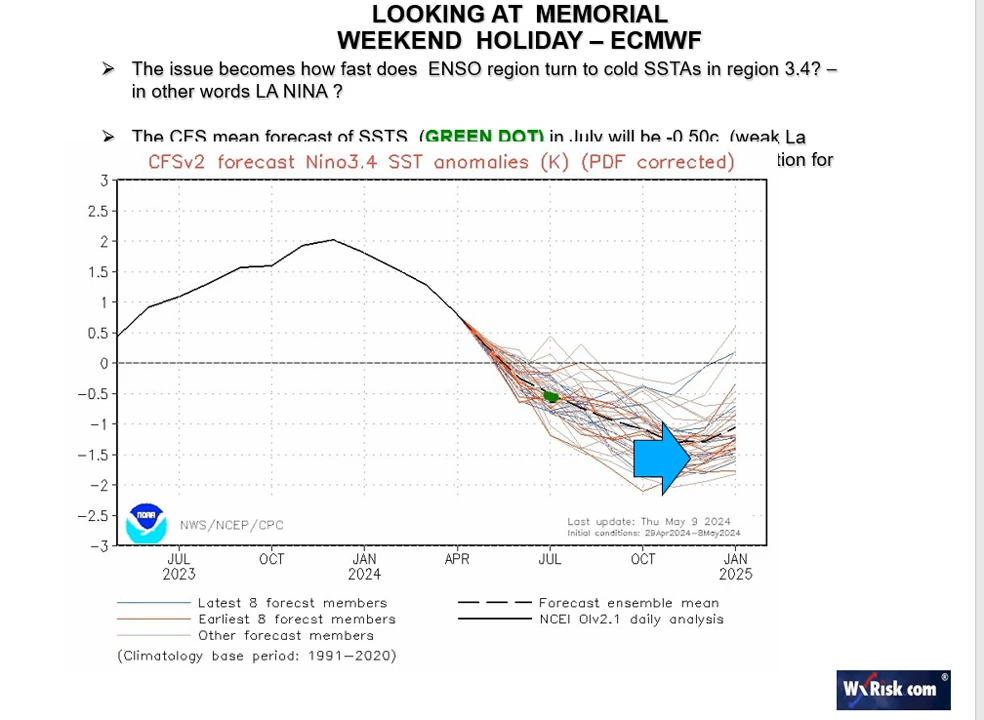 LOOKING AT MEMORIAL
WEEKEND HOLIDAY – ECMWF
➢ The issue becomes how fast does ENSO region turn to cold SSTAs in region 3.4? –
in other words LA NINA ?
➢ The CFS mean forecast of SSTS (GREEN DOT) in July will be -0.50c (weak La
tion for
CFSv2 forecast Nino3.4 SST anomalies (K) (PDF corrected)
3
2.5
2
1.5
1
0.5
0
−0.5
−1
−1.5
−2
−2.5
−3
NOAA
NWS/NCEP/CPC
Last update: Thu May 9 2024
Initial conditions: 29Apr2024−8May2024
JUL OCT JAN APR JUL OCT JAN
2023 2024 2025
Latest 8 forecst members
Earliest 8 forecst members
Other forecast members
Forecast ensemble mean
NCEI OIv2.1 daily analysis
(Climatology base period: 1991−2020)
WxRisk com ®